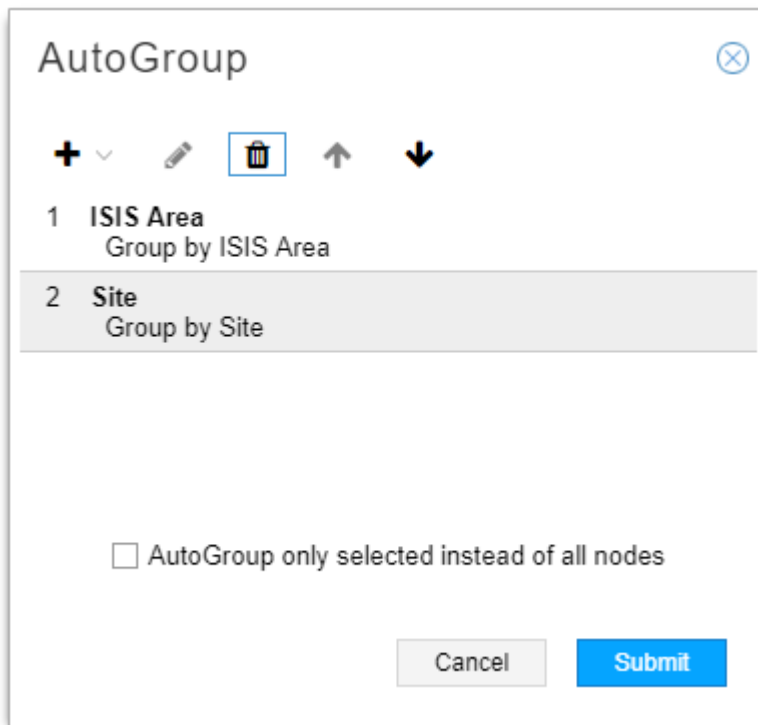 AutoGroup
1 ISIS Area
Group by ISIS Area
2 Site
Group by Site
AutoGroup only selected instead of all nodes
Cancel Submit